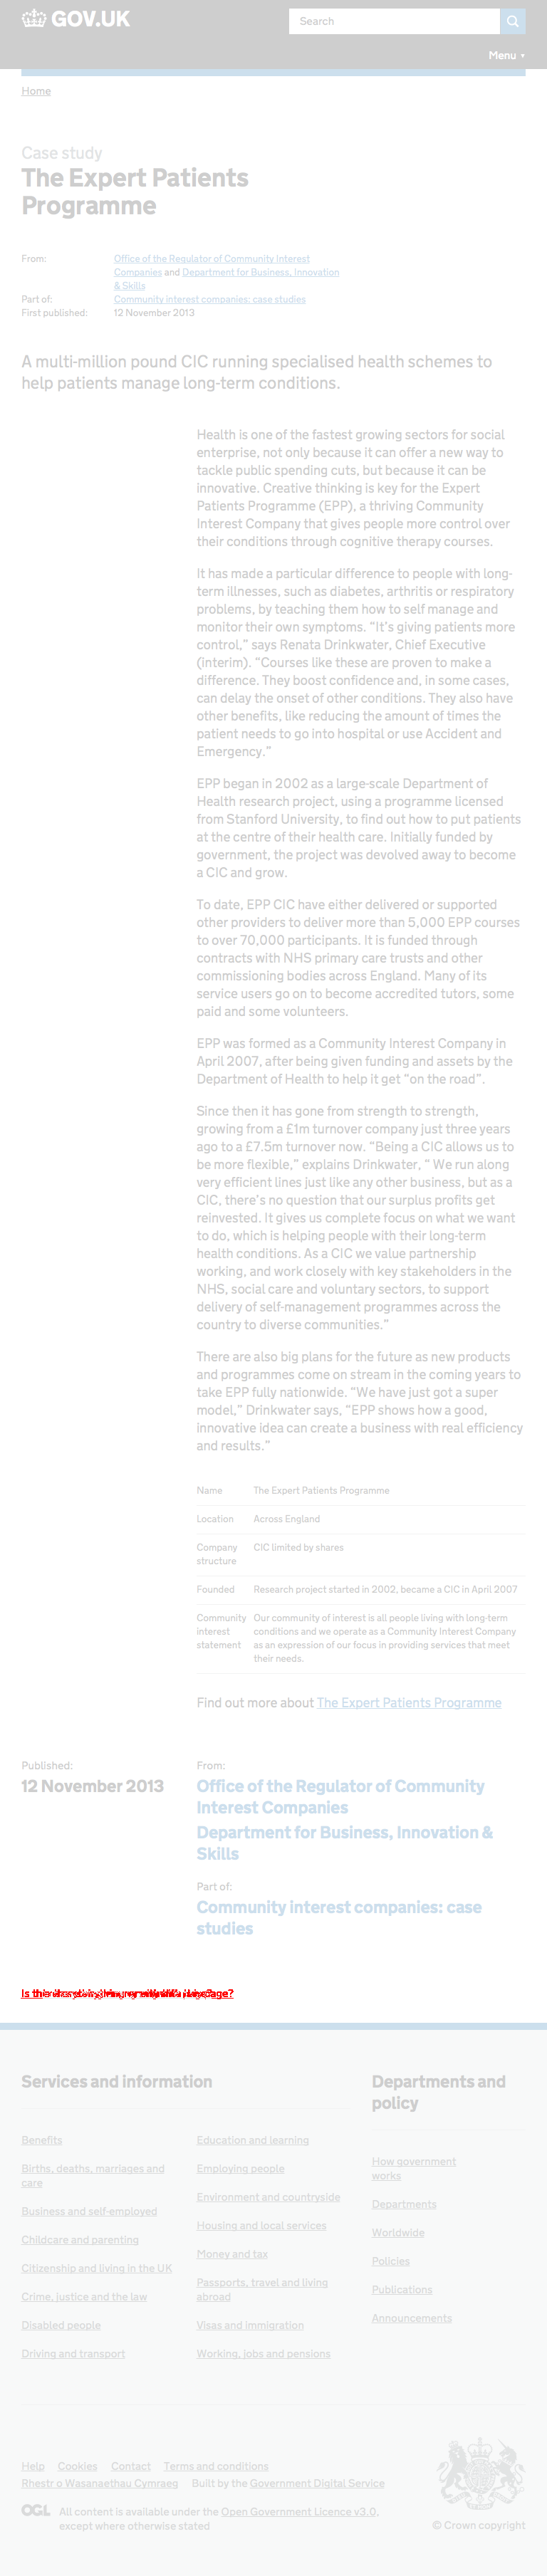 GOV.UK
Search
Menu ▼
Home
Case study
The Expert Patients
Programme
From:
Office of the Regulator of Community Interest
Companies and Department for Business, Innovation
& Skills
Part of:
Community interest companies: case studies
First published:
12 November 2013
A multi-million pound CIC running specialised health schemes to
help patients manage long-term conditions.
Health is one of the fastest growing sectors for social
enterprise, not only because it can offer a new way to
tackle public spending cuts, but because it can be
innovative. Creative thinking is key for the Expert
Patients Programme (EPP), a thriving Community
Interest Company that gives people more control over
their conditions through cognitive therapy courses.
It has made a particular difference to people with long-
term illnesses, such as diabetes, arthritis or respiratory
problems, by teaching them how to self manage and
monitor their own symptoms. “It’s giving patients more
control,” says Renata Drinkwater, Chief Executive
(interim). “Courses like these are proven to make a
difference. They boost confidence and, in some cases,
can delay the onset of other conditions. They also have
other benefits, like reducing the amount of times the
patient needs to go into hospital or use Accident and
Emergency.”
EPP began in 2002 as a large-scale Department of
Health research project, using a programme licensed
from Stanford University, to find out how to put patients
at the centre of their health care. Initially funded by
government, the project was devolved away to become
a CIC and grow.
To date, EPP CIC have either delivered or supported
other providers to deliver more than 5,000 EPP courses
to over 70,000 participants. It is funded through
contracts with NHS primary care trusts and other
commissioning bodies across England. Many of its
service users go on to become accredited tutors, some
paid and some volunteers.
EPP was formed as a Community Interest Company in
April 2007, after being given funding and assets by the
Department of Health to help it get “on the road”.
Since then it has gone from strength to strength,
growing from a £1m turnover company just three years
ago to a £7.5m turnover now. “Being a CIC allows us to
be more flexible,” explains Drinkwater, “ We run along
very efficient lines just like any other business, but as a
CIC, there’s no question that our surplus profits get
reinvested. It gives us complete focus on what we want
to do, which is helping people with their long-term
health conditions. As a CIC we value partnership
working, and work closely with key stakeholders in the
NHS, social care and voluntary sectors, to support
delivery of self-management programmes across the
country to diverse communities.”
There are also big plans for the future as new products
and programmes come on stream in the coming years to
take EPP fully nationwide. “We have just got a super
model,” Drinkwater says, “EPP shows how a good,
innovative idea can create a business with real efficiency
and results.”
Name The Expert Patients Programme
Location Across England
Company
structure
CIC limited by shares
Founded Research project started in 2002, became a CIC in April 2007
Community
interest
statement
Our community of interest is all people living with long-term
conditions and we operate as a Community Interest Company
as an expression of our focus in providing services that meet
their needs.
Find out more about The Expert Patients Programme
Published:
12 November 2013
From:
Office of the Regulator of Community
Interest Companies
Department for Business, Innovation &
Skills
Part of:
Community interest companies: case
studies
Services and information
Benefits
Births, deaths, marriages and
care
Business and self-employed
Childcare and parenting
Citizenship and living in the UK
Crime, justice and the law
Disabled people
Driving and transport
Education and learning
Employing people
Environment and countryside
Housing and local services
Money and tax
Passports, travel and living
abroad
Visas and immigration
Working, jobs and pensions
Departments and
policy
How government
works
Departments
Worldwide
Policies
Publications
Announcements
Help Cookies Contact Terms and conditions
Rhestr o Wasanaethau Cymraeg Built by the Government Digital Service
OGL
All content is available under the Open Government Licence v3.0,
except where otherwise stated
© Crown copyright